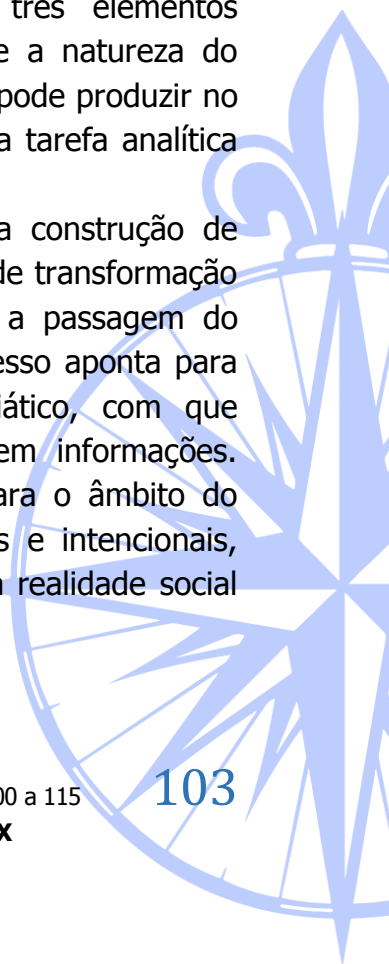 três elementos
e a natureza do
pode produzir no
a tarefa analítica
a construção de
de transformação
a passagem do
esso aponta para
iático, com que
em informações.
ara o âmbito do
s e intencionais,
realidade social
00 a 115
103
x